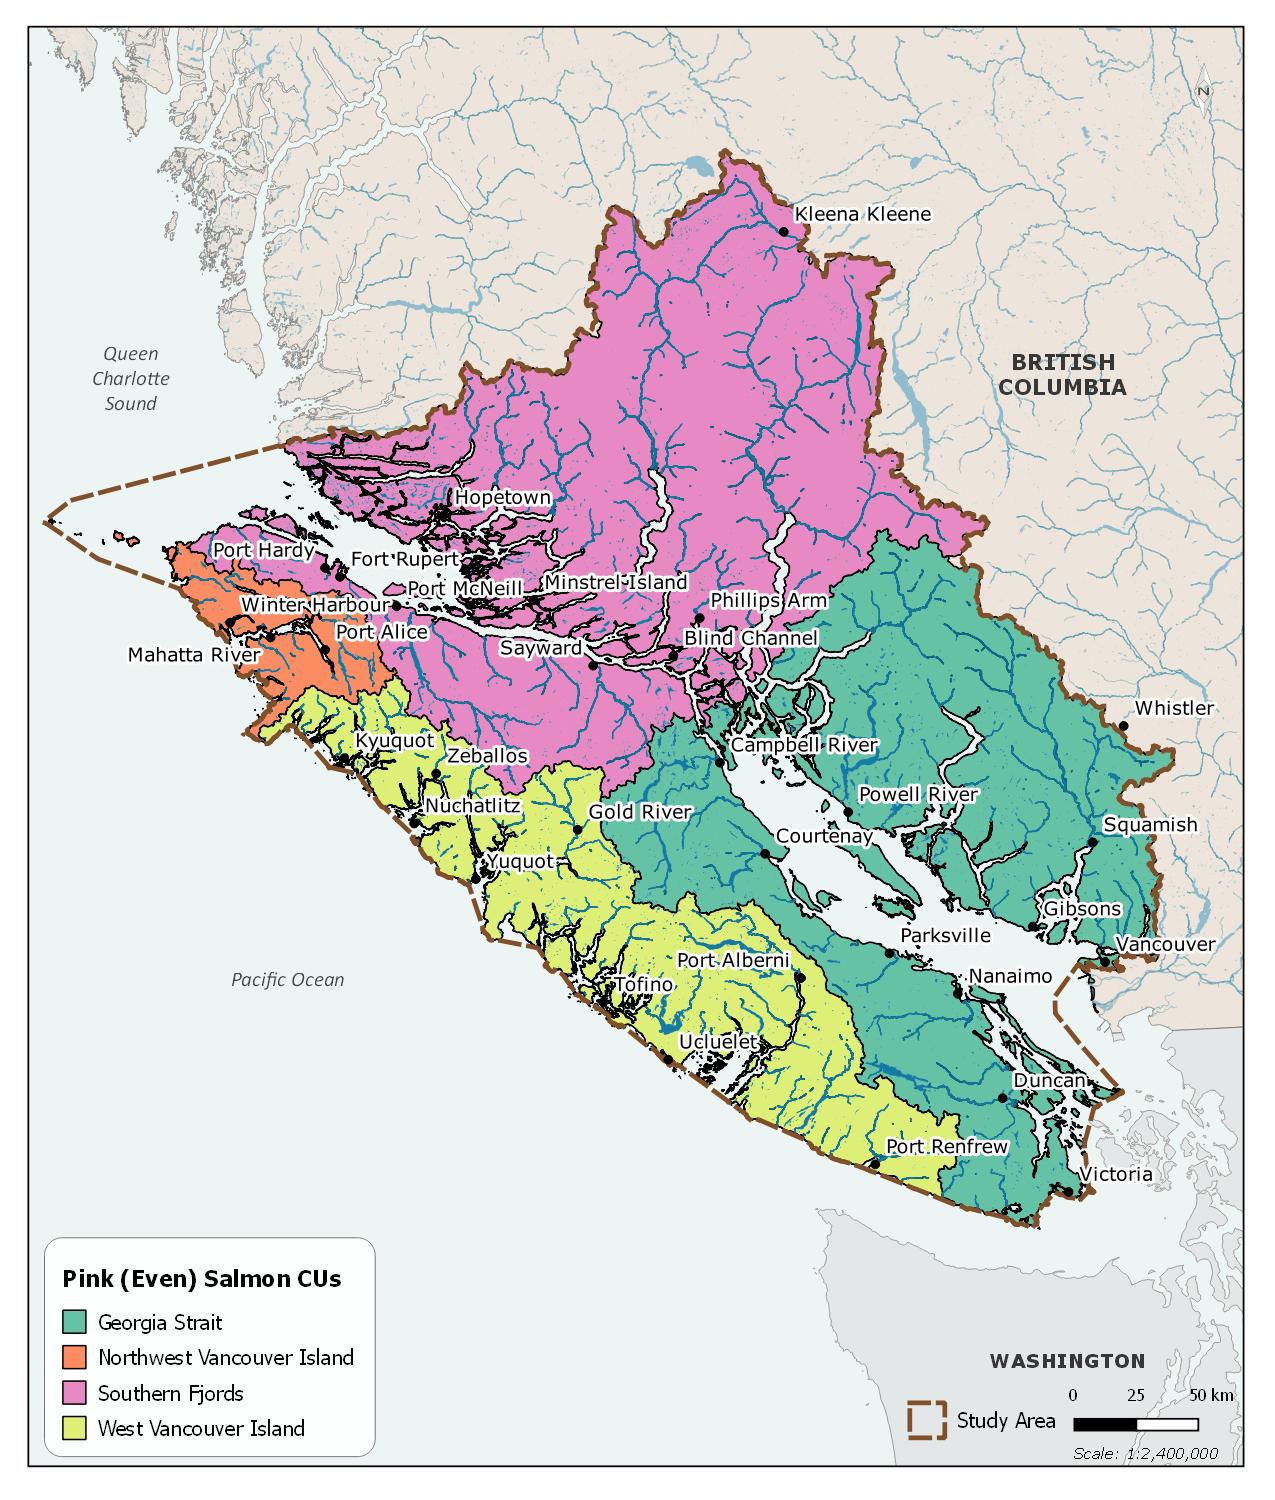 N
Kleena Kleene
Queen
Charlotte
Sound
BRITISH
COLUMBIA
Hopetown
Port Hardy
Fort Rupert
Port McNeill
Minstrel Island
Winter Harbour
Phillips Arm
Port Alice
Blind Channel
Mahatta River
Sayward
Whistler
Kyuquot
Zeballos
Campbell River
Nuchatlitz
Gold River
Powell River
Squamish
Courtenay
Yuquot
Gibsons
Parksville
Vancouver
Port Alberni
Nanaimo
Pacific Ocean
Tofino
Ucluelet
Duncan
Port Renfrew
Victoria
Pink (Even) Salmon CUs
Georgia Strait
Northwest Vancouver Island
Southern Fjords
West Vancouver Island
WASHINGTON
0 25 50 km
Study Area
Scale: 1:2,400,000